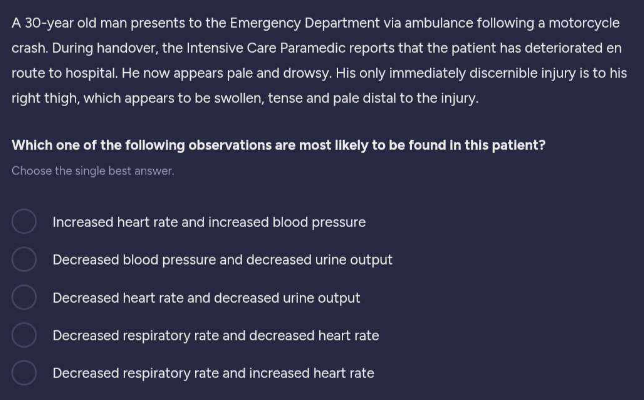 A 30-year old man presents to the Emergency Department via ambulance following a motorcycle
crash. During handover, the Intensive Care Paramedic reports that the patient has deteriorated en
route to hospital. He now appears pale and drowsy. His only immediately discernible injury is to his
right thigh, which appears to be swollen, tense and pale distal to the injury.
Which one of the following observations are most likely to be found in this patient?
Choose the single best answer.
Increased heart rate and increased blood pressure
Decreased blood pressure and decreased urine output
Decreased heart rate and decreased urine output
Decreased respiratory rate and decreased heart rate
Decreased respiratory rate and increased heart rate